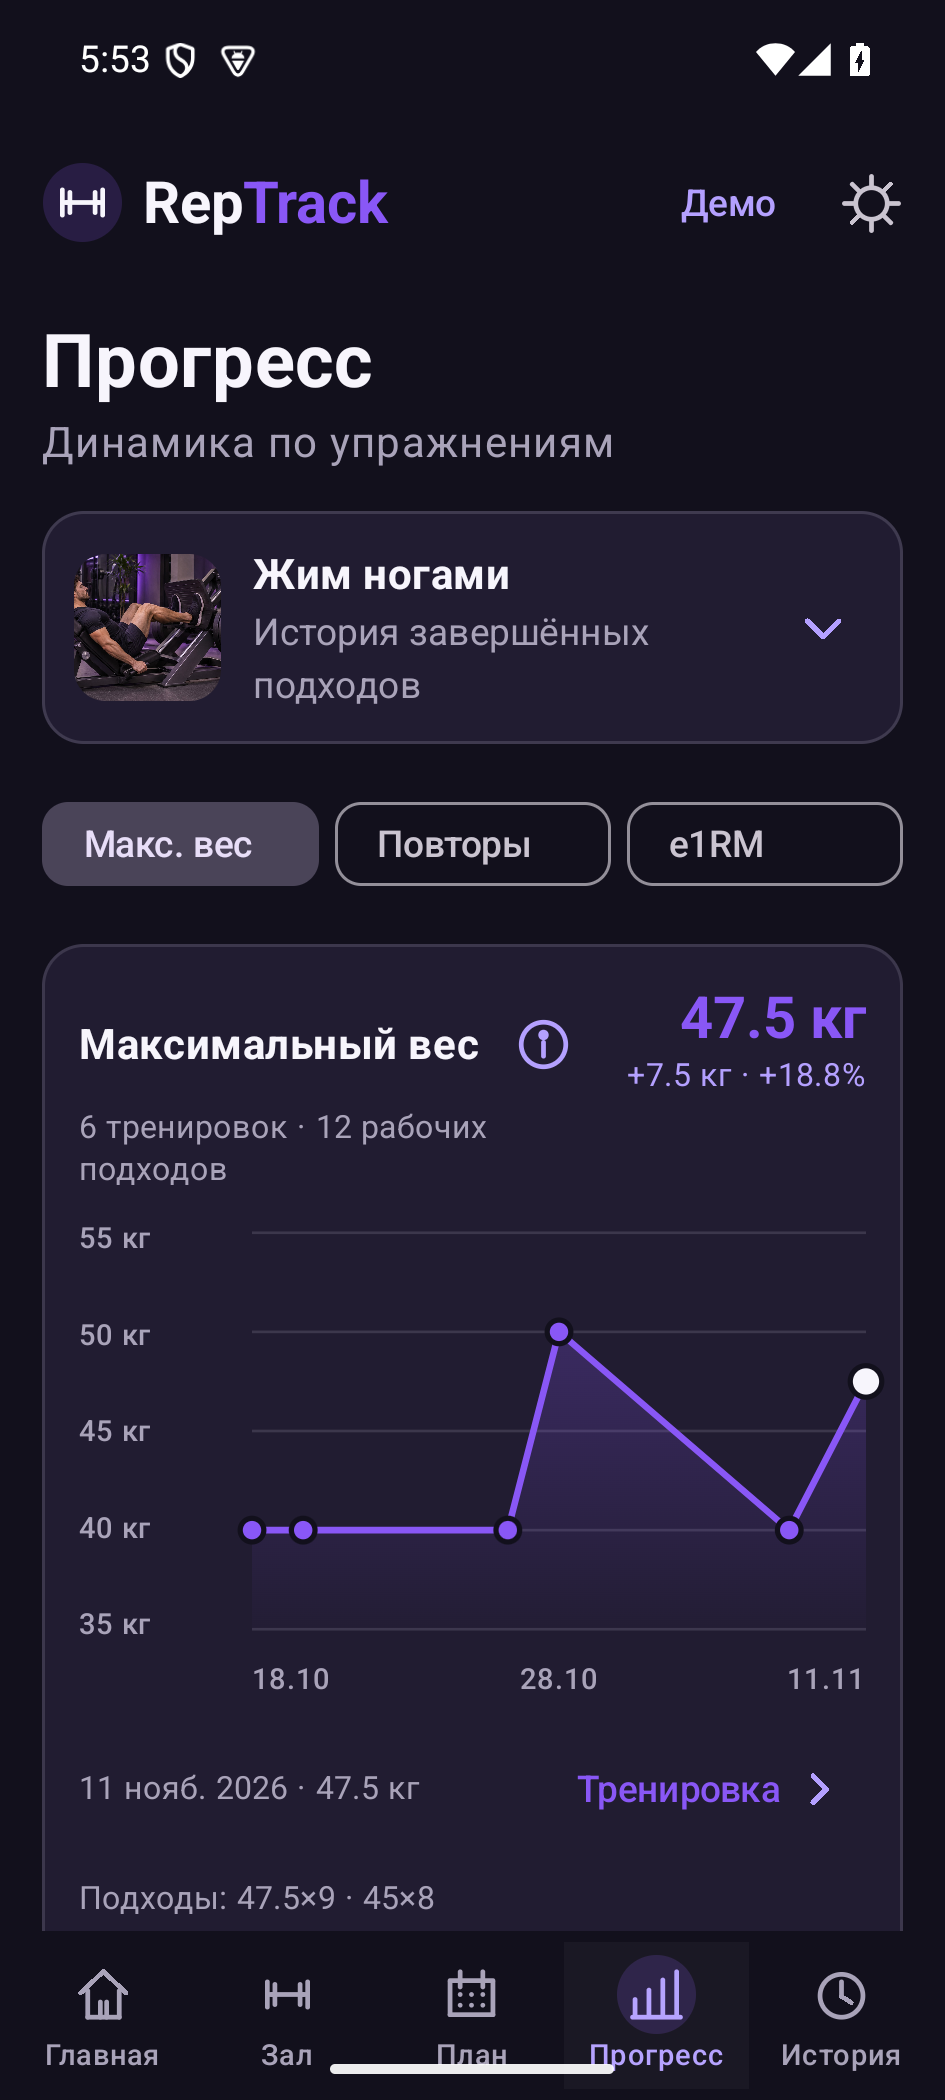 5:53
RepTrack
Демо
Прогресс
Динамика по упражнениям
Жим ногами
История завершённых
подходов
Макс. вес
Повторы
e1RM
Максимальный вес
47.5 кг
+7.5 кг · +18.8%
6 тренировок · 12 рабочих
подходов
55 кг
50 кг
45 кг
40 кг
35 кг
18.10
28.10
11.11
11 нояб. 2026 · 47.5 кг
Тренировка
Подходы: 47.5×9 · 45×8
Главная
Зал
План
Прогресс
История